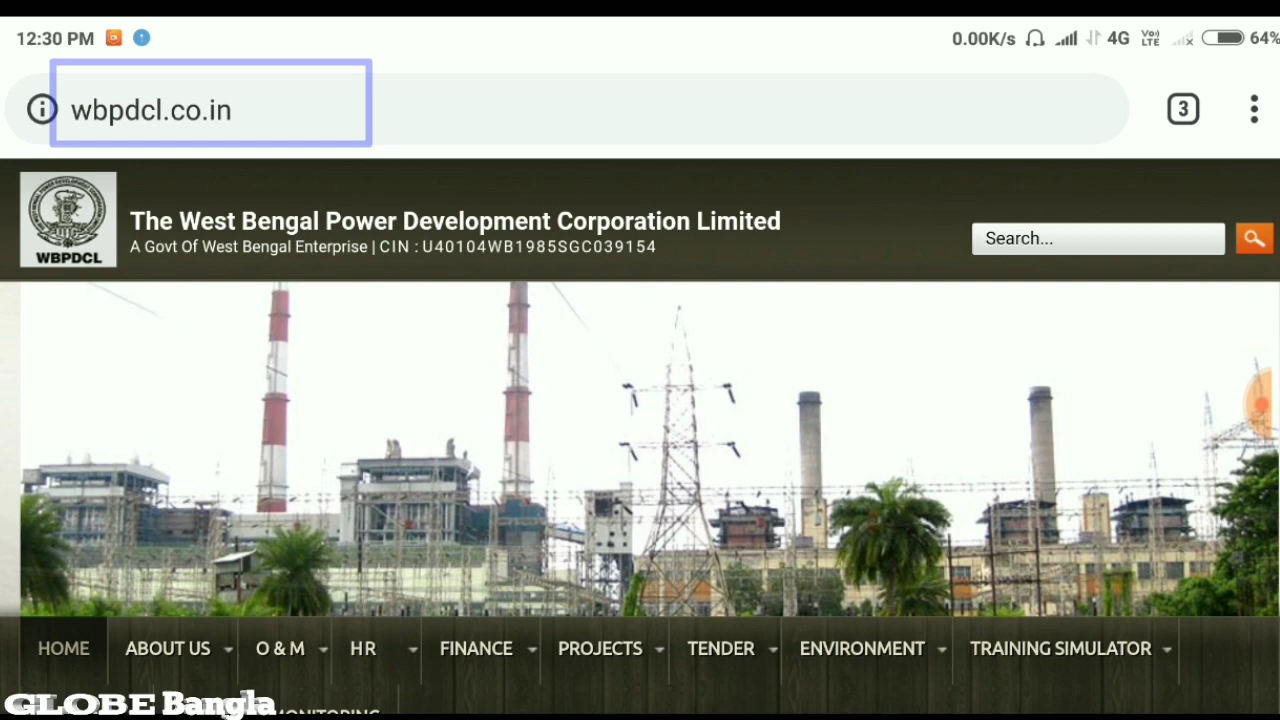 12:30 PM
0.00K/s 4G VoLTE 64%
wbpdcl.co.in
3
WBPDCL
The West Bengal Power Development Corporation Limited
A Govt Of West Bengal Enterprise | CIN : U40104WB1985SGC039154
Search...
HOME ABOUT US O & M HR FINANCE PROJECTS TENDER ENVIRONMENT TRAINING SIMULATOR
GLOBE Bangla